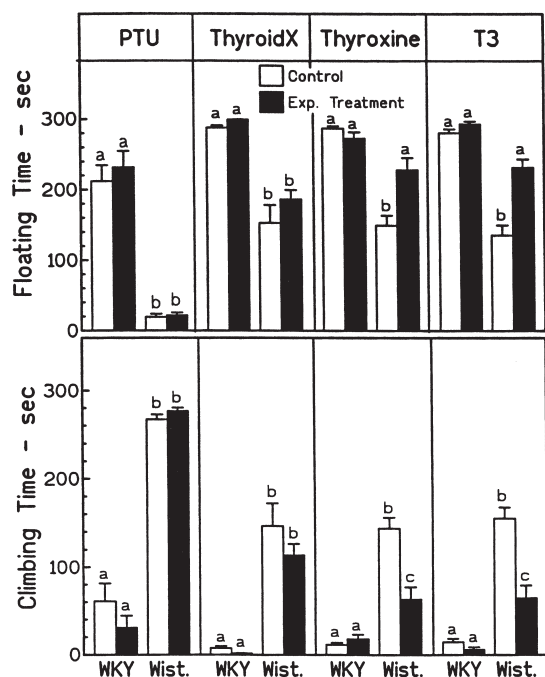 PTU ThyroidX Thyroxine T3
Control
Exp. Treatment
Floating Time - sec
300
200
100
0
a a b b
a a b b
a a b a
a a b a
Climbing Time - sec
300
200
100
0
a a b b
a a b b
a a b c
a a b c
WKY Wist. WKY Wist. WKY Wist. WKY Wist.